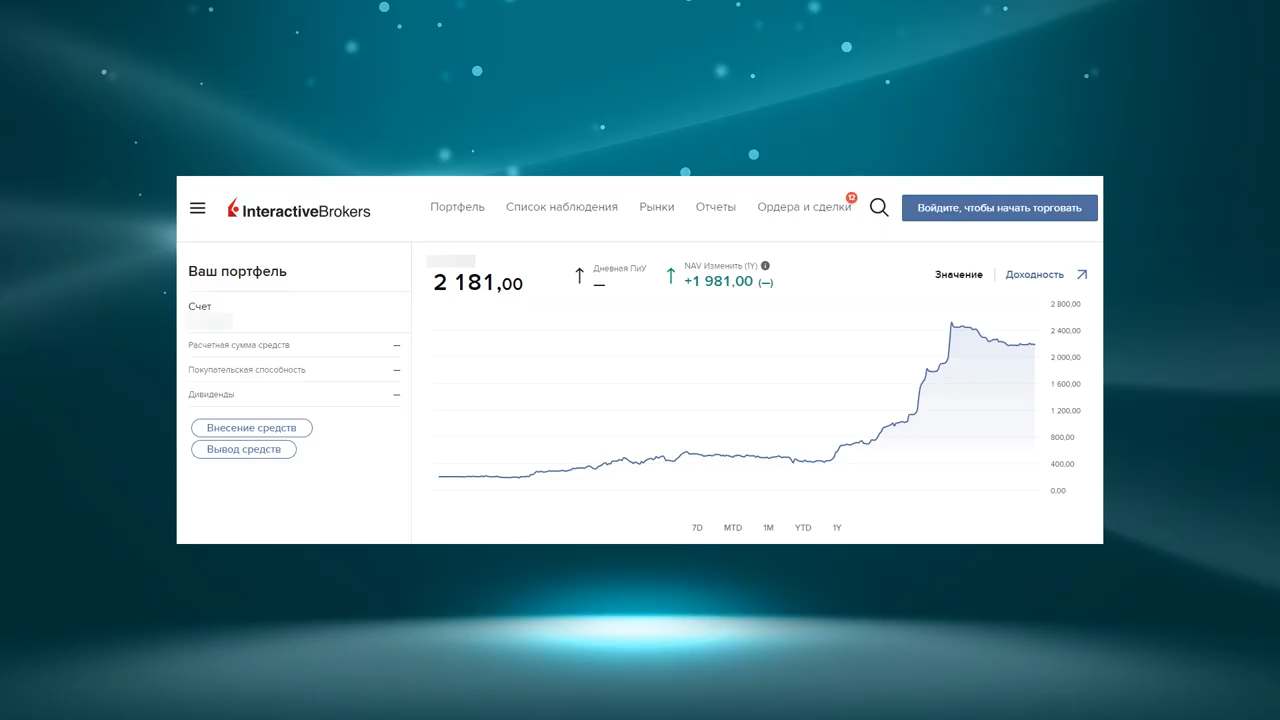 InteractiveBrokers
Портфель
Список наблюдения
Рынки
Отчеты
Ордера и сделки
12
Войдите, чтобы начать торговать
Ваш портфель
Счет
Расчетная сумма средств –
Покупательская способность –
Дивиденды –
Внесение средств
Вывод средств
2 181,00
Дневная ПиУ
—
NAV Изменить (1Y)
+1 981,00 (—)
Значение
Доходность
2 800,00
2 400,00
2 000,00
1 600,00
1 200,00
800,00
400,00
0,00
7D MTD 1M YTD 1Y